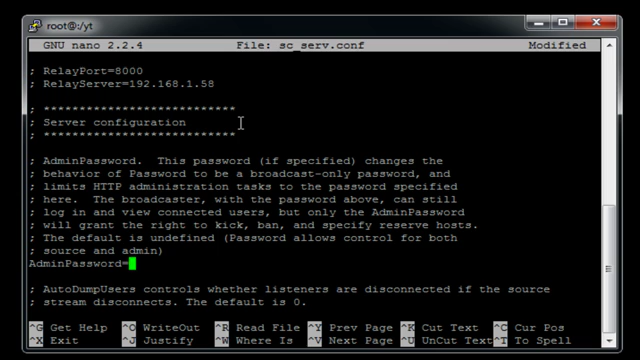 root@:/yt
GNU nano 2.2.4 File: sc_serv.conf Modified
; RelayPort=8000
; RelayServer=192.168.1.58
; ***************************
; Server configuration
; ***************************
; AdminPassword.  This password (if specified) changes the
; behavior of Password to be a broadcast-only password, and
; limits HTTP administration tasks to the password specified
; here.  The broadcaster, with the password above, can still
; log in and view connected users, but only the AdminPassword
; will grant the right to kick, ban, and specify reserve hosts.
; The default is undefined (Password allows control for both
; source and admin)
AdminPassword=
; AutoDumpUsers controls whether listeners are disconnected if the source
; stream disconnects. The default is 0.
^G Get Help ^O WriteOut ^R Read File ^Y Prev Page ^K Cut Text ^C Cur Pos
^X Exit ^J Justify ^W Where Is ^V Next Page ^U UnCut Text ^T To Spell